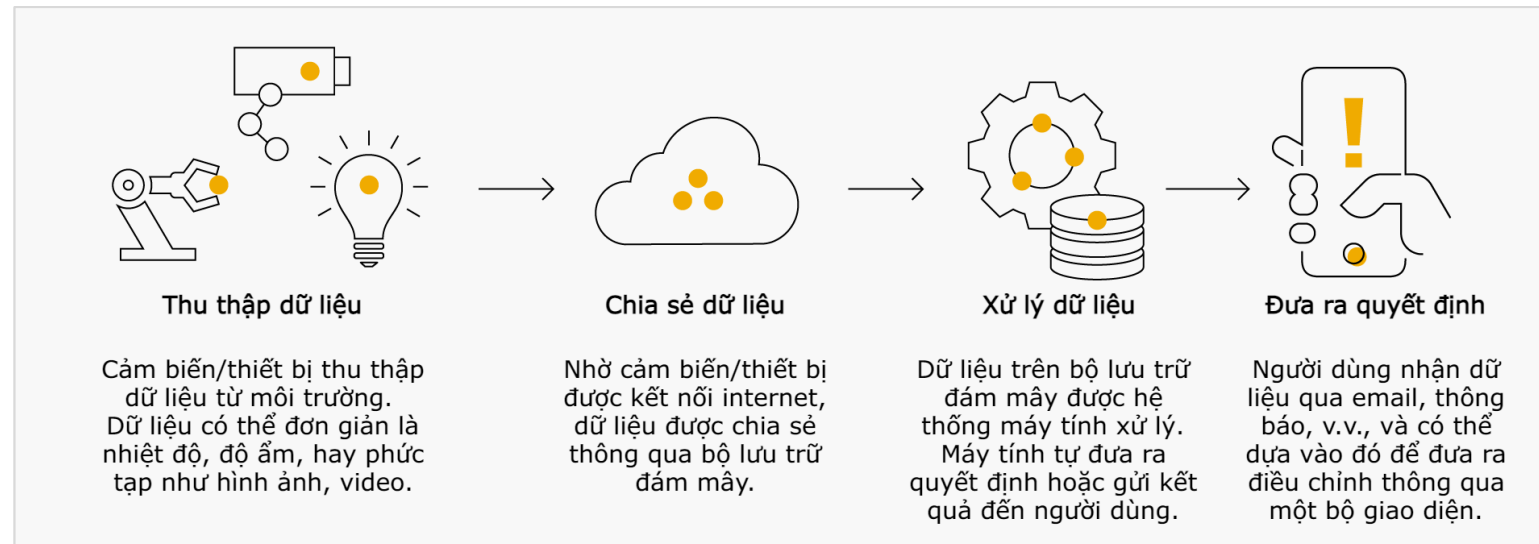 Thu thập dữ liệu
Cảm biến/thiết bị thu thập
dữ liệu từ môi trường.
Dữ liệu có thể đơn giản là
nhiệt độ, độ ẩm, hay phức
tạp như hình ảnh, video.
Chia sẻ dữ liệu
Nhờ cảm biến/thiết bị
được kết nối internet,
dữ liệu được chia sẻ
thông qua bộ lưu trữ
đám mây.
Xử lý dữ liệu
Dữ liệu trên bộ lưu trữ
đám mây được hệ
thống máy tính xử lý.
Máy tính tự đưa ra
quyết định hoặc gửi kết
quả đến người dùng.
Đưa ra quyết định
Người dùng nhận dữ
liệu qua email, thông
báo, v.v., và có thể
dựa vào đó để đưa ra
điều chỉnh thông qua
một bộ giao diện.